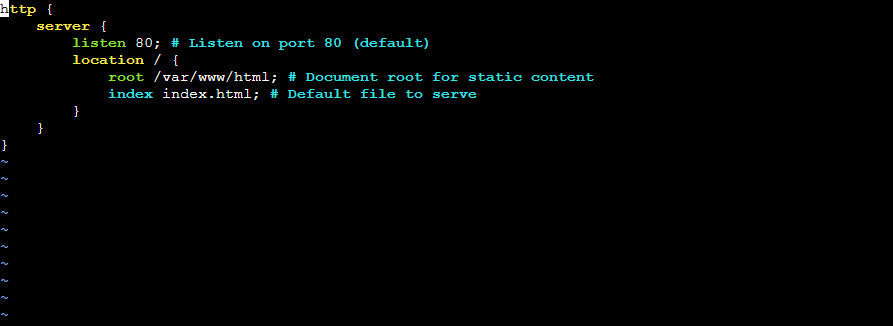 http {
    server {
        listen 80; # Listen on port 80 (default)
        location / {
            root /var/www/html; # Document root for static content
            index index.html; # Default file to serve
        }
    }
}
~
~
~
~
~
~
~
~
~
~